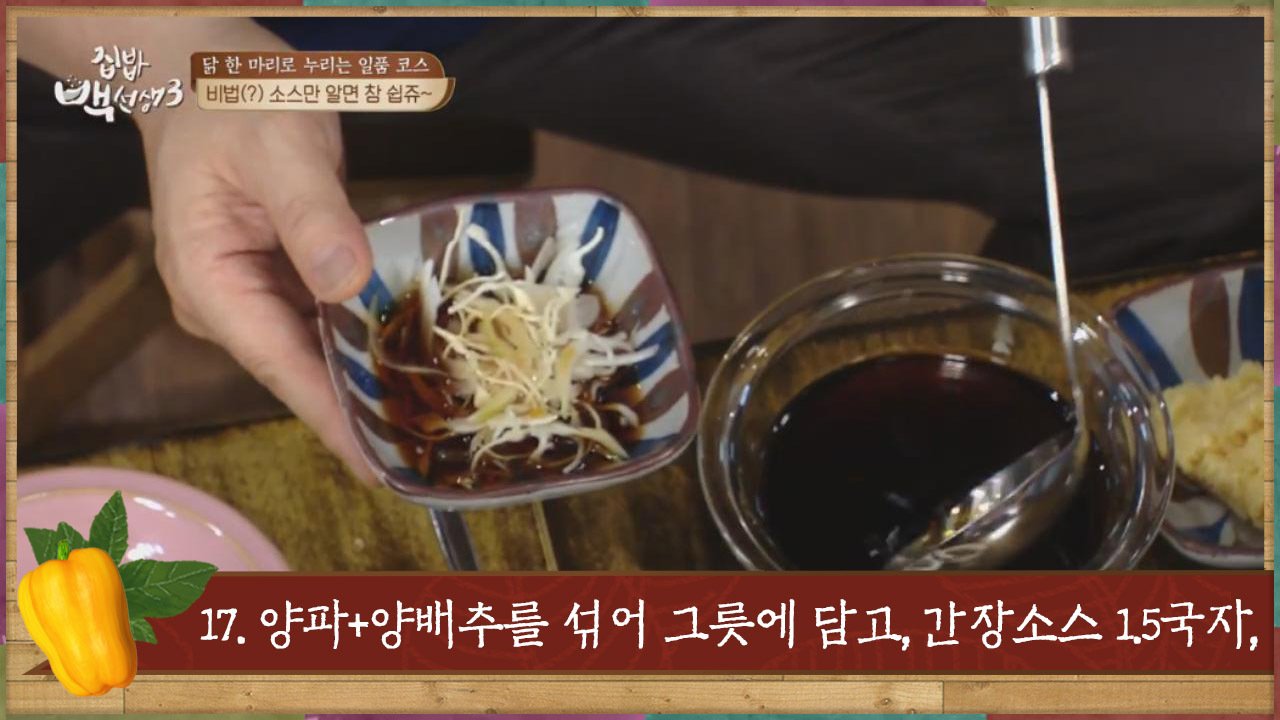 집밥
백선생3
닭 한 마리로 누리는 일품 코스
비법(?) 소스만 알면 참 쉽쥬~
17. 양파+양배추를 섞어 그릇에 담고, 간장소스 1.5국자,